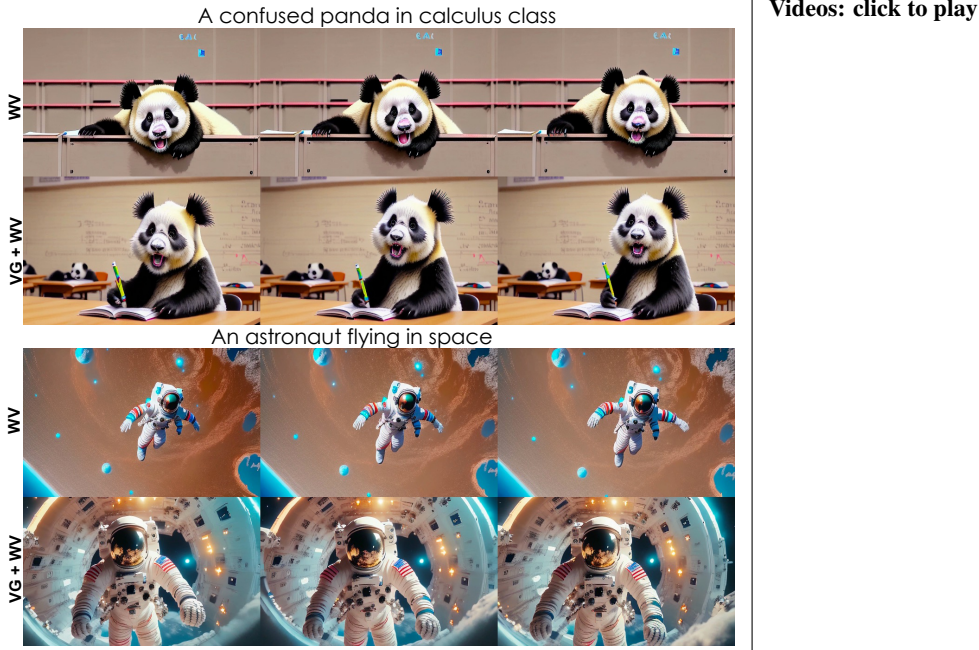 A confused panda in calculus class
WV
VG + WV
An astronaut flying in space
WV
VG + WV
Videos: click to play